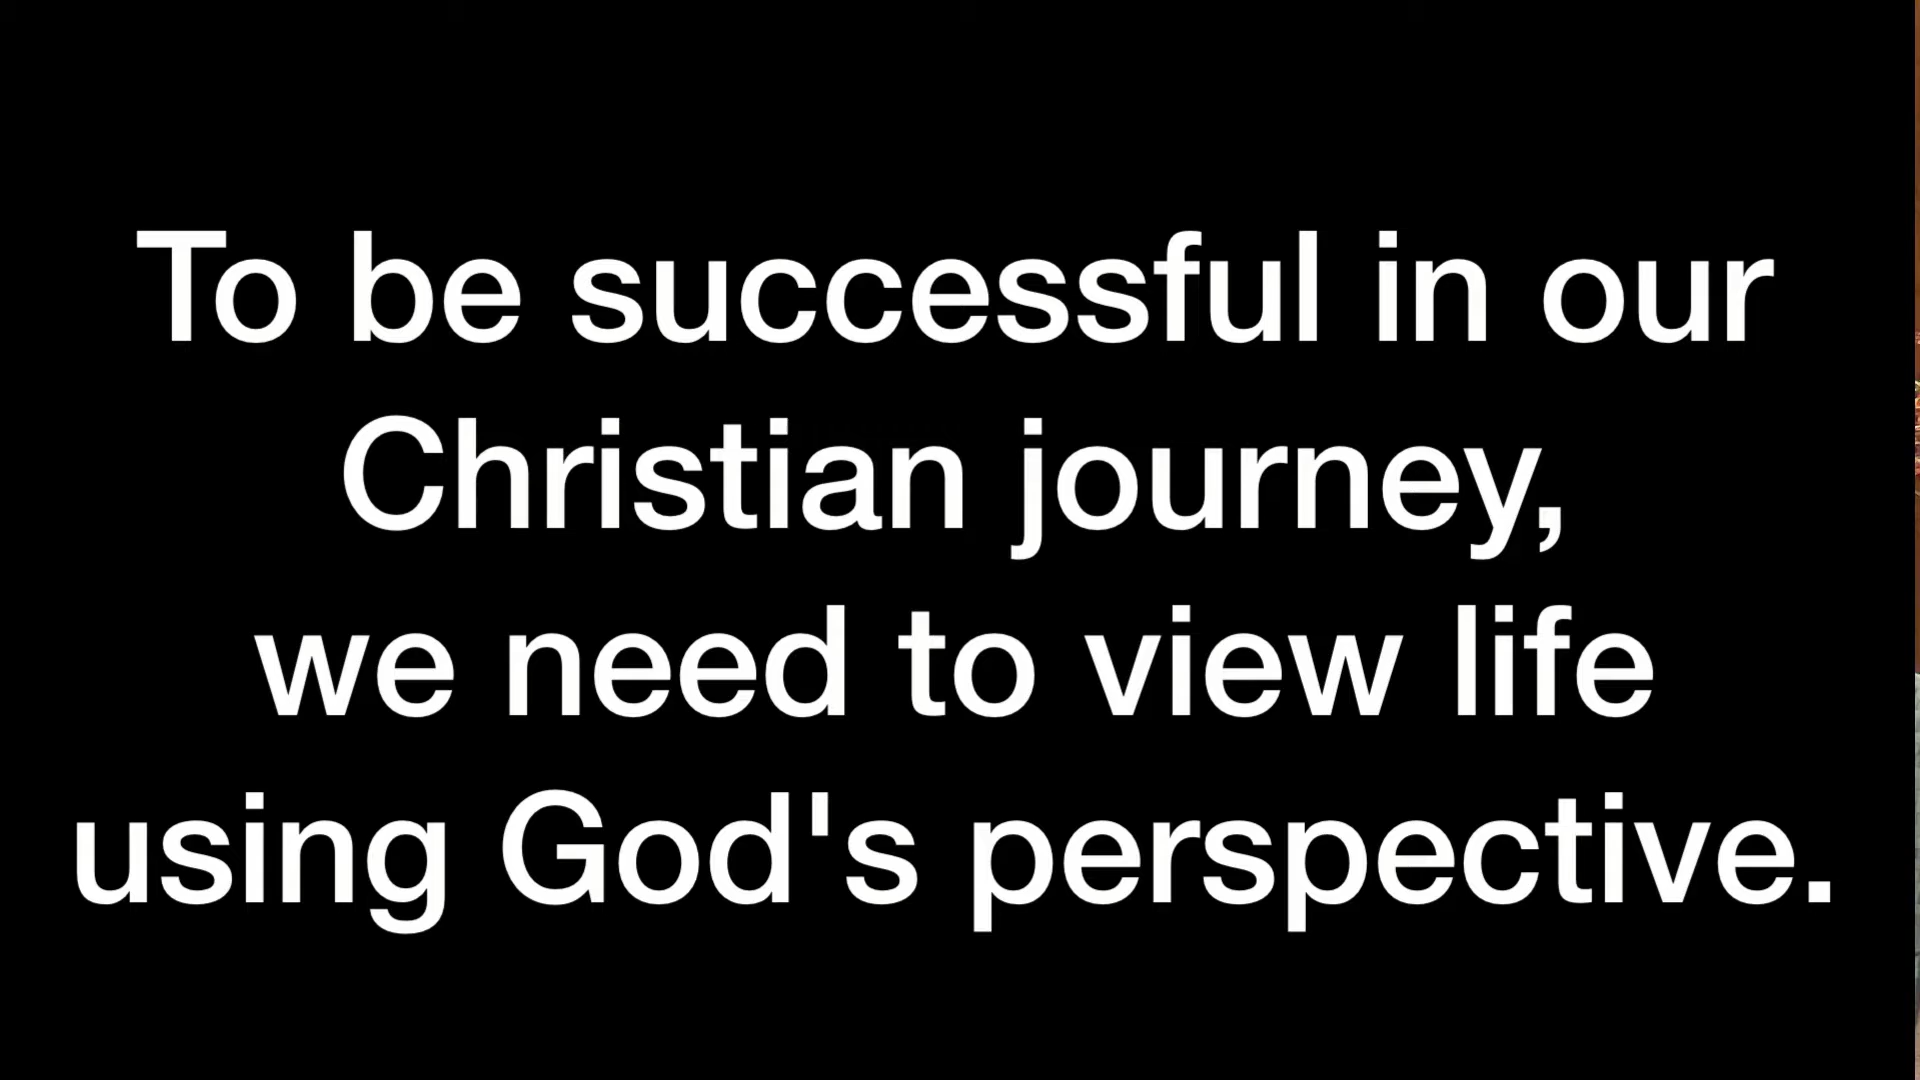 To be successful in our
Christian journey,
we need to view life
using God's perspective.